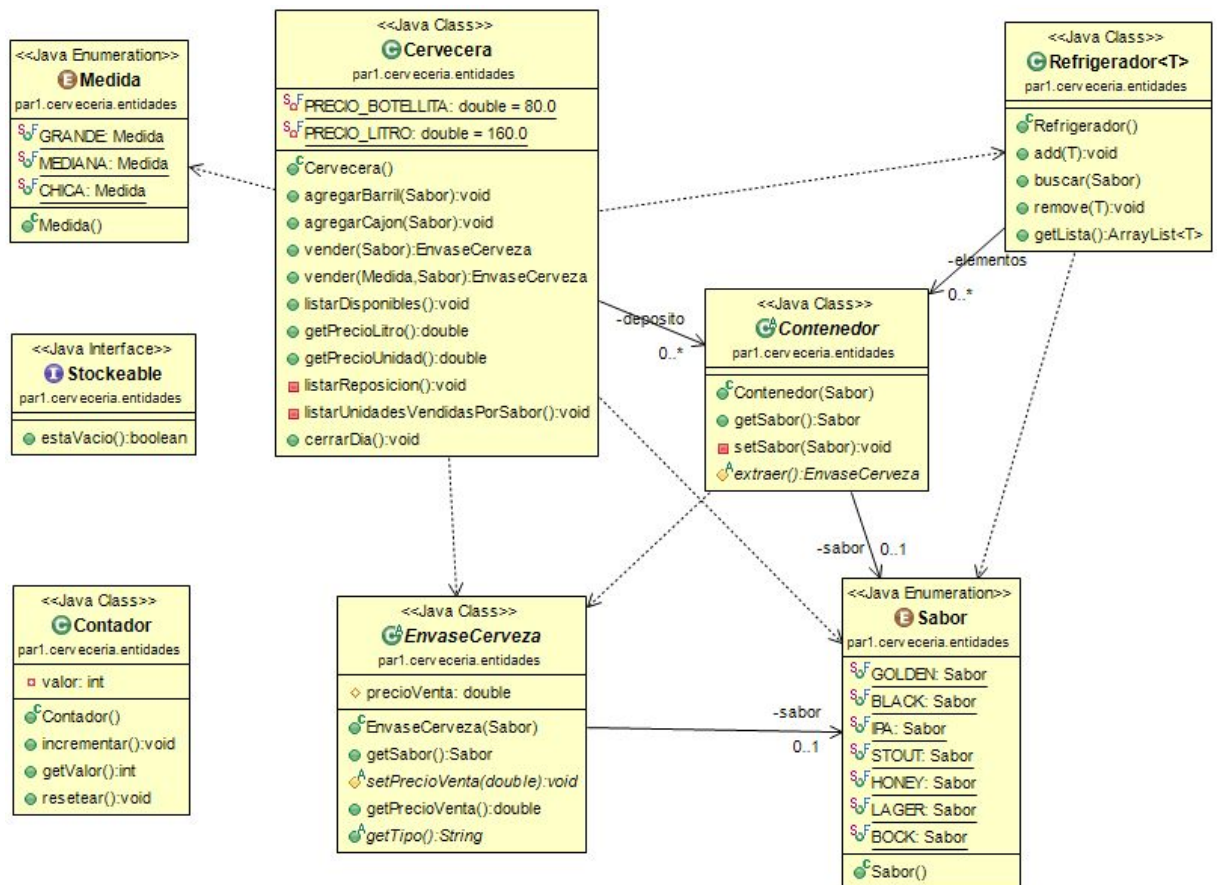 <<Java Enumeration>>
Medida
par1.cerveceria.entidades
GRANDE: Medida
MEDIANA: Medida
CHICA: Medida
Medida()
<<Java Class>>
Cervecera
par1.cerveceria.entidades
PRECIO_BOTELLITA: double = 80.0
PRECIO_LITRO: double = 160.0
Cervecera()
agregarBarril(Sabor):void
agregarCajon(Sabor):void
vender(Sabor):EnvaseCerveza
vender(Medida,Sabor):EnvaseCerveza
listarDisponibles():void
getPrecioLitro():double
getPrecioUnidad():double
listarReposicion():void
listarUnidadesVendidasPorSabor():void
cerrarDia():void
<<Java Class>>
Refrigerador<T>
par1.cerveceria.entidades
Refrigerador()
add(T):void
buscar(Sabor)
remove(T):void
getLista():ArrayList<T>
-elementos
0..*
-deposito
0..*
<<Java Interface>>
Stockeable
par1.cerveceria.entidades
estaVacio():boolean
<<Java Class>>
Contenedor
par1.cerveceria.entidades
Contenedor(Sabor)
getSabor():Sabor
setSabor(Sabor):void
extraer():EnvaseCerveza
-sabor
0..1
<<Java Class>>
Contador
par1.cerveceria.entidades
valor: int
Contador()
incrementar():void
getValor():int
resetear():void
<<Java Class>>
EnvaseCerveza
par1.cerveceria.entidades
precioVenta: double
EnvaseCerveza(Sabor)
getSabor():Sabor
setPrecioVenta(double):void
getPrecioVenta():double
getTipo():String
-sabor
0..1
<<Java Enumeration>>
Sabor
par1.cerveceria.entidades
GOLDEN: Sabor
BLACK: Sabor
IPA: Sabor
STOUT: Sabor
HONEY: Sabor
LAGER: Sabor
BOCK: Sabor
Sabor()